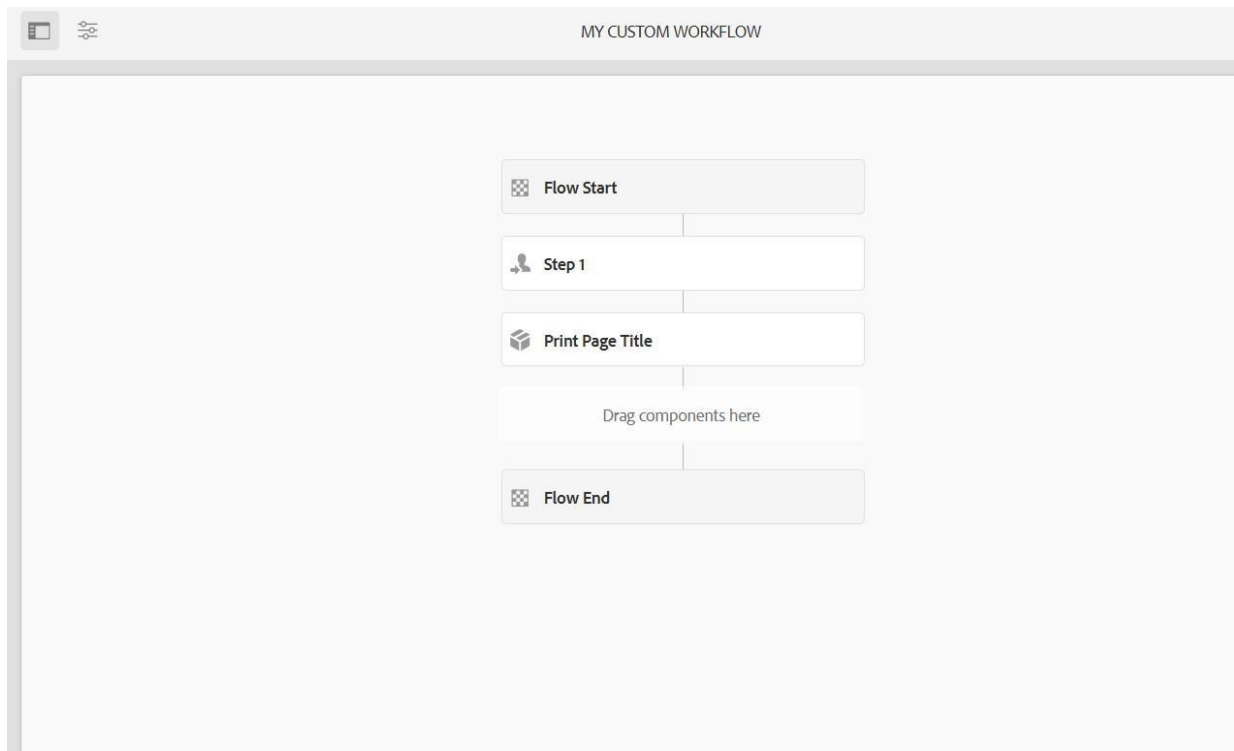 MY CUSTOM WORKFLOW
Flow Start
Step 1
Print Page Title
Drag components here
Flow End